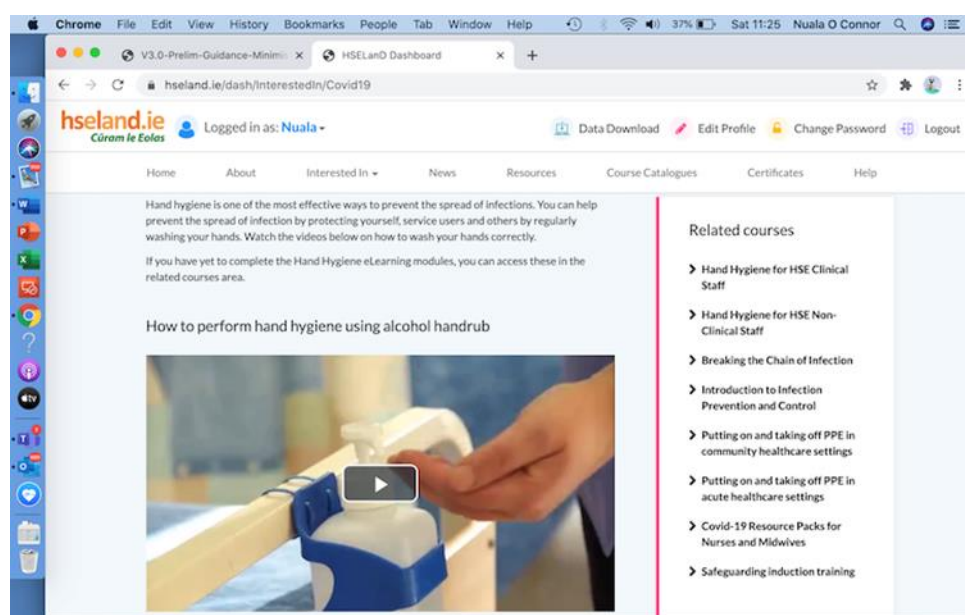 Chrome File Edit View History Bookmarks People Tab Window Help 37% Sat 11:25 Nuala O Connor
V3.0-Prelim-Guidance-Minimi
HSELanD Dashboard
hseland.ie/dash/InterestedIn/Covid19
hseland.ie
Cúram le Eolas
Logged in as: Nuala
Data Download
Edit Profile
Change Password
Logout
Home About Interested In News Resources Course Catalogues Certificates Help
Hand hygiene is one of the most effective ways to prevent the spread of infections. You can help
prevent the spread of infection by protecting yourself, service users and others by regularly
washing your hands. Watch the videos below on how to wash your hands correctly.
If you have yet to complete the Hand Hygiene eLearning modules, you can access these in the
related courses area.
How to perform hand hygiene using alcohol handrub
Related courses
Hand Hygiene for HSE Clinical
Staff
Hand Hygiene for HSE Non-
Clinical Staff
Breaking the Chain of Infection
Introduction to Infection
Prevention and Control
Putting on and taking off PPE in
community healthcare settings
Putting on and taking off PPE in
acute healthcare settings
Covid-19 Resource Packs for
Nurses and Midwives
Safeguarding induction training